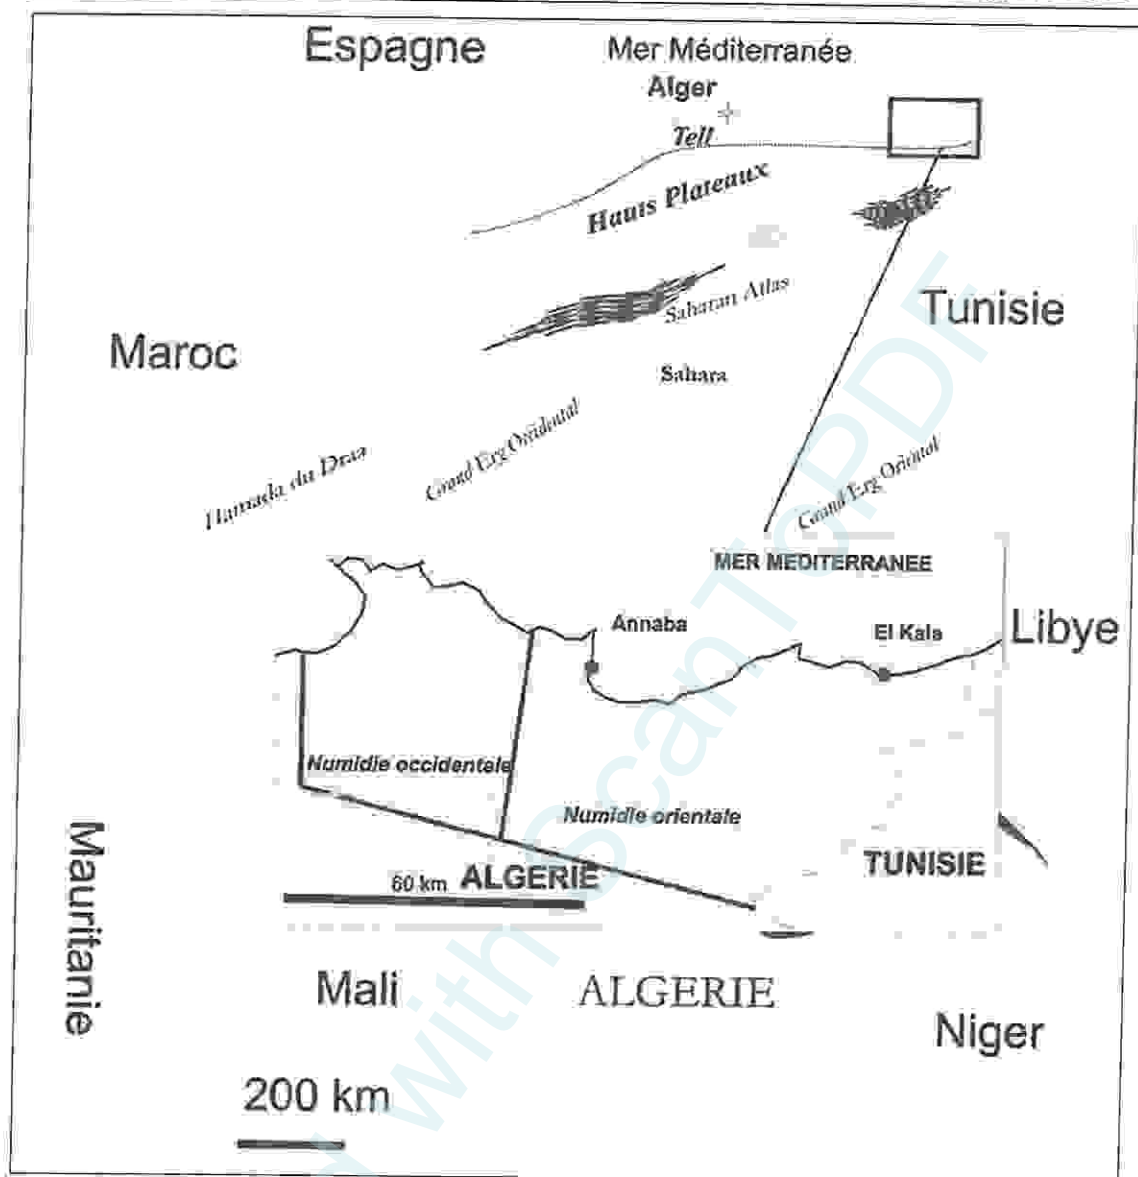 Espagne
Mer Méditerranée
Alger
Tell
Hauts Plateaux
Saharan Atlas
Tunisie
Maroc
Sahara
Grand Erg Occidental
Hamada du Draa
Grand Erg Oriental
MER MEDITERRANEE
Annaba
El Kala
Libye
Numidie occidentale
Numidie orientale
TUNISIE
60 km ALGERIE
Mauritanie
Mali
ALGERIE
Niger
200 km
d with ScanToPDF